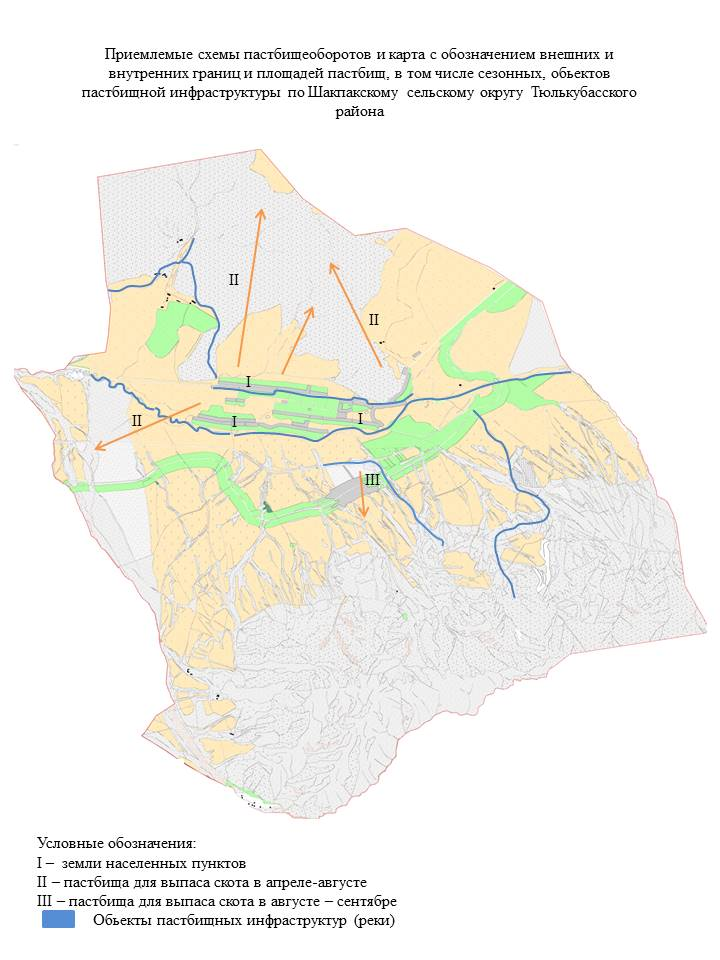 Приемлемые схемы пастбищеоборотов и карта с обозначением внешних и
внутренних границ и площадей пастбищ, в том числе сезонных, обьектов
пастбищной инфраструктуры по Шакпакскому сельскому округу Тюлькубасского
района
II
II
I
II
I
I
III
Условные обозначения:
I – земли населенных пунктов
II – пастбища для выпаса скота в апреле-августе
III – пастбища для выпаса скота в августе – сентябре
Обьекты пастбищных инфраструктур (реки)